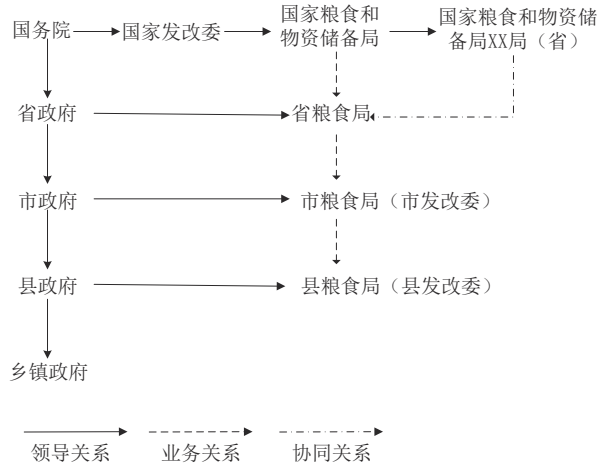 国务院
国家发改委
国家粮食和
物资储备局
国家粮食和物资储
备局XX局（省）
省政府
省粮食局
市政府
市粮食局（市发改委）
县政府
县粮食局（县发改委）
乡镇政府
领导关系
业务关系
协同关系